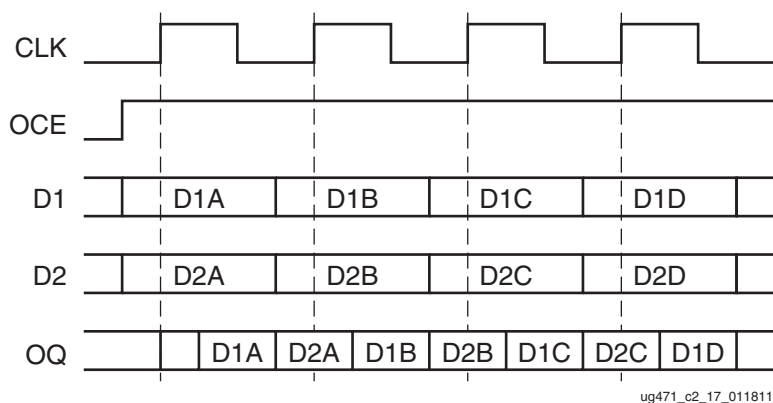 CLK
OCE
D1 D1A D1B D1C D1D
D2 D2A D2B D2C D2D
OQ D1A D2A D1B D2B D1C D2C D1D
ug471_c2_17_011811